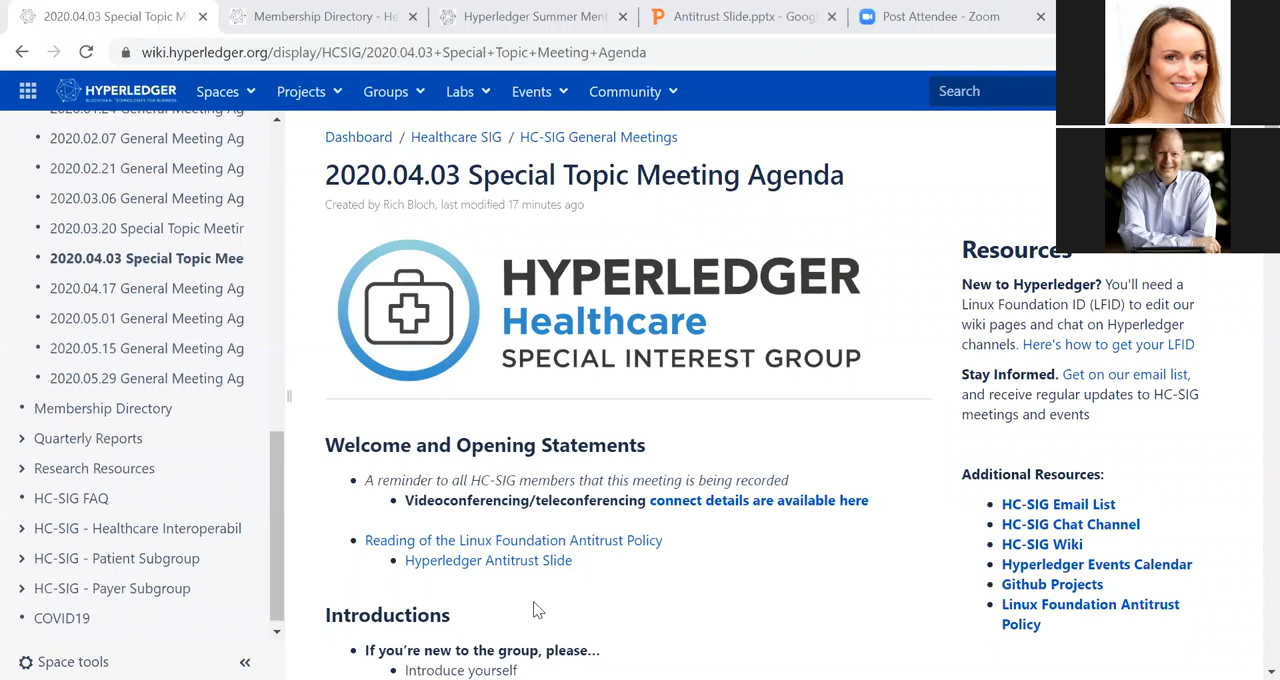 2020.04.03 Special Topic M
Membership Directory - He
Hyperledger Summer Ment
Antitrust Slide.pptx - Goog
Post Attendee - Zoom
wiki.hyperledger.org/display/HCSIG/2020.04.03+Special+Topic+Meeting+Agenda
HYPERLEDGER
BLOCKCHAIN TECHNOLOGIES FOR BUSINESS
Spaces
Projects
Groups
Labs
Events
Community
Search
2020.01.24 General Meeting Ag
2020.02.07 General Meeting Ag
2020.02.21 General Meeting Ag
2020.03.06 General Meeting Ag
2020.03.20 Special Topic Meetir
2020.04.03 Special Topic Mee
2020.04.17 General Meeting Ag
2020.05.01 General Meeting Ag
2020.05.15 General Meeting Ag
2020.05.29 General Meeting Ag
Membership Directory
Quarterly Reports
Research Resources
HC-SIG FAQ
HC-SIG - Healthcare Interoperabil
HC-SIG - Patient Subgroup
HC-SIG - Payer Subgroup
COVID19
Space tools
Dashboard / Healthcare SIG / HC-SIG General Meetings
2020.04.03 Special Topic Meeting Agenda
Created by Rich Bloch, last modified 17 minutes ago
HYPERLEDGER
Healthcare
SPECIAL INTEREST GROUP
Welcome and Opening Statements
A reminder to all HC-SIG members that this meeting is being recorded
Videoconferencing/teleconferencing connect details are available here
Reading of the Linux Foundation Antitrust Policy
Hyperledger Antitrust Slide
Introductions
If you're new to the group, please...
Introduce yourself
Resources
New to Hyperledger? You'll need a
Linux Foundation ID (LFID) to edit our
wiki pages and chat on Hyperledger
channels. Here's how to get your LFID
Stay Informed. Get on our email list,
and receive regular updates to HC-SIG
meetings and events
Additional Resources:
HC-SIG Email List
HC-SIG Chat Channel
HC-SIG Wiki
Hyperledger Events Calendar
Github Projects
Linux Foundation Antitrust
Policy